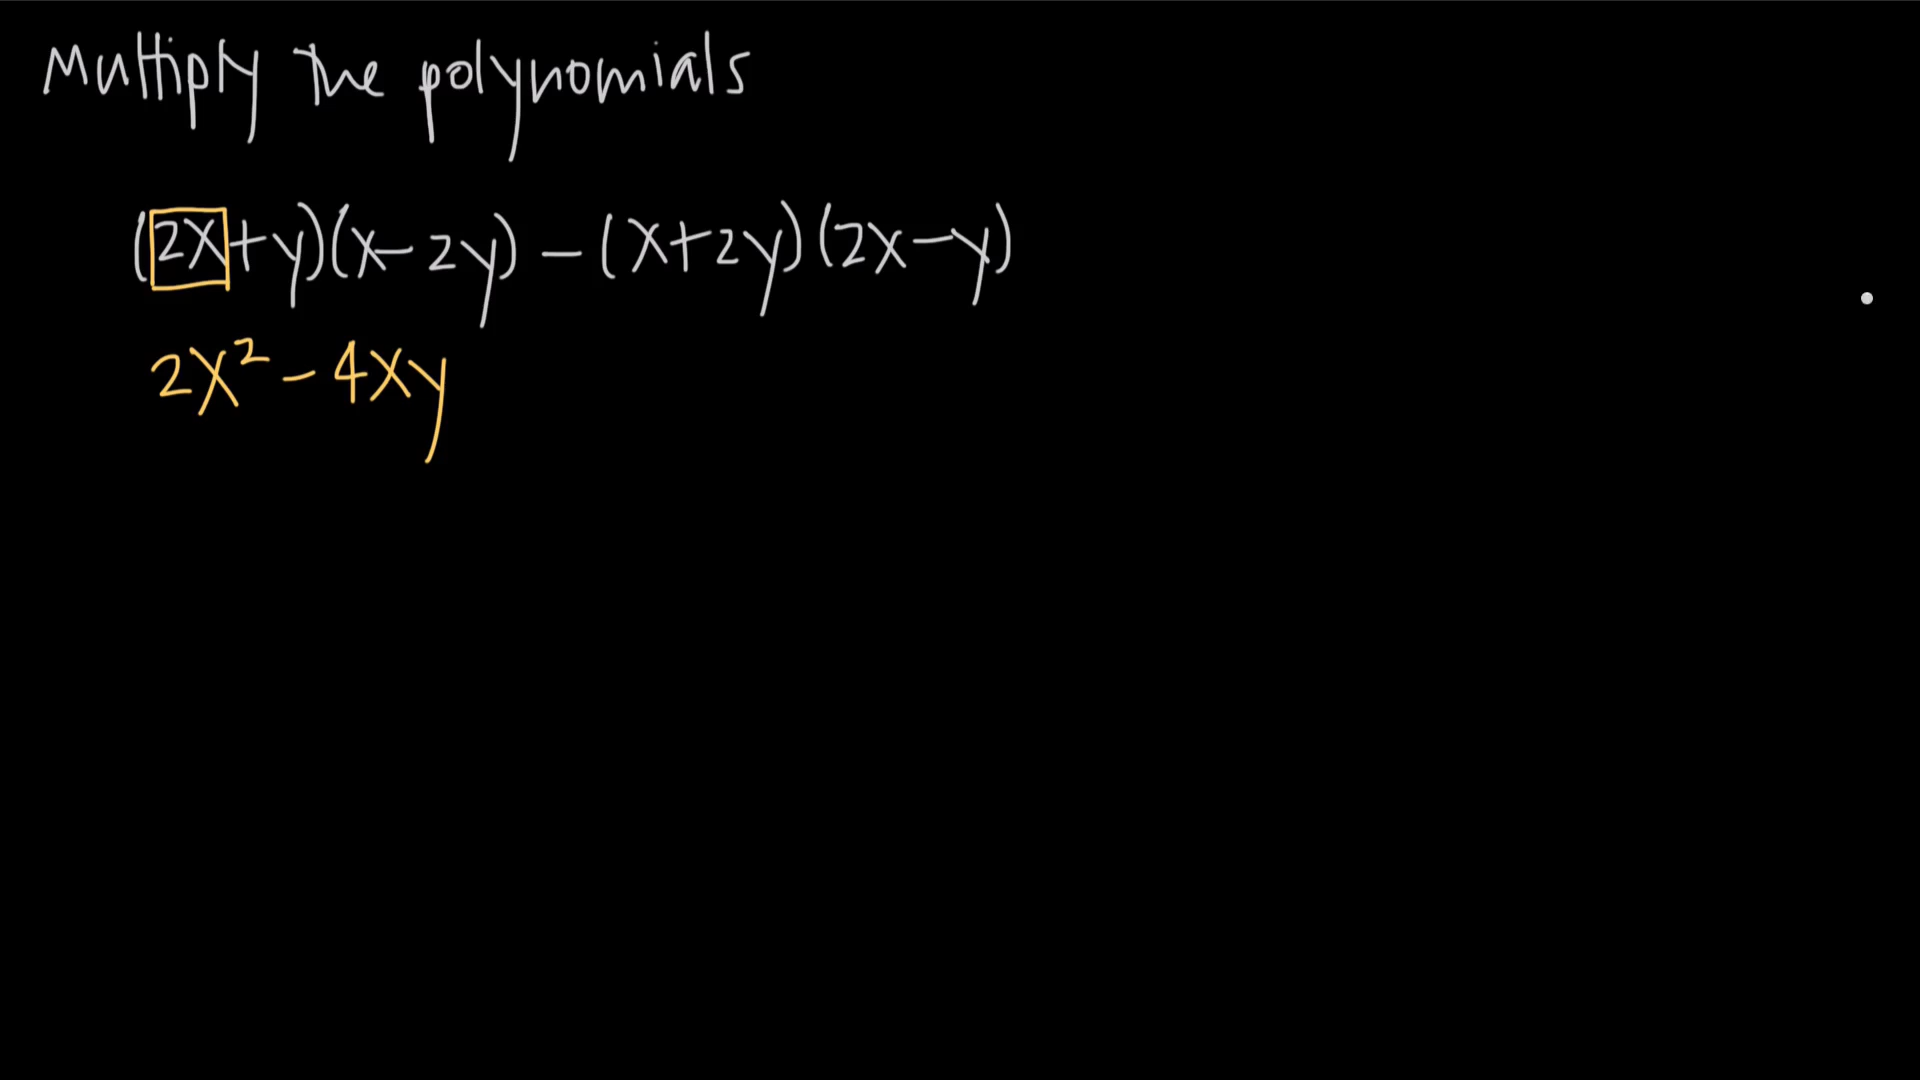 Multiply the polynomials
(2x+y)(x-2y) - (x+2y)(2x-y)
2x² - 4xy